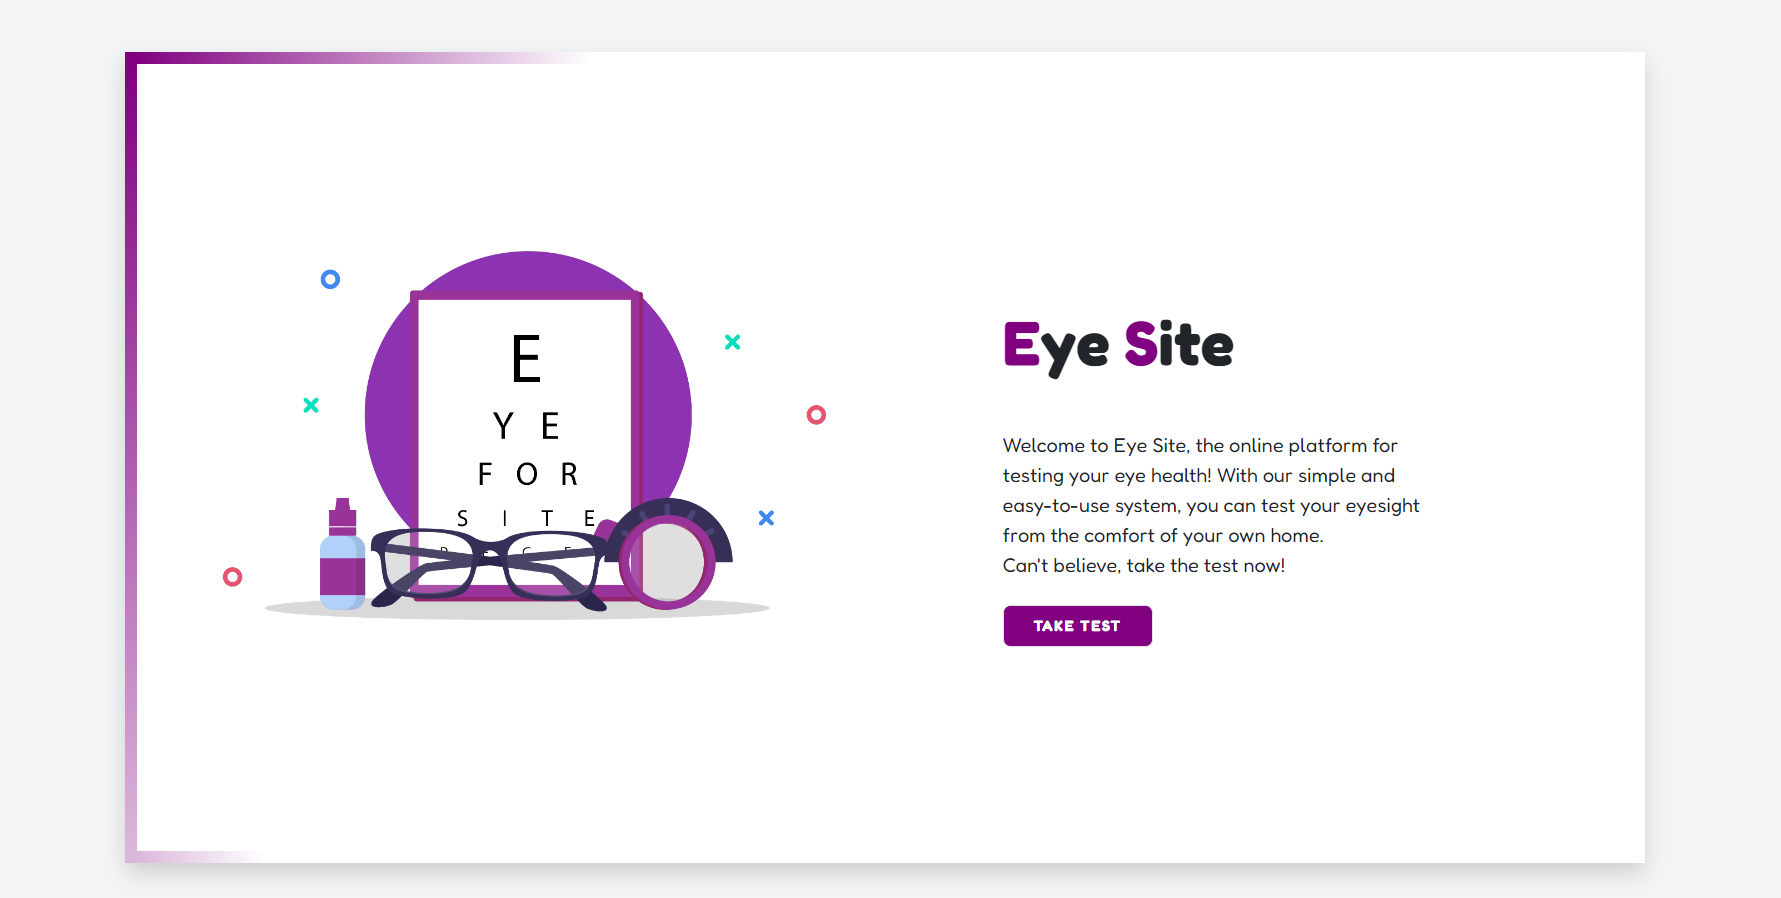 E
Y E
F O R
S I T E
Eye Site
Welcome to Eye Site, the online platform for
testing your eye health! With our simple and
easy-to-use system, you can test your eyesight
from the comfort of your own home.
Can't believe, take the test now!
TAKE TEST